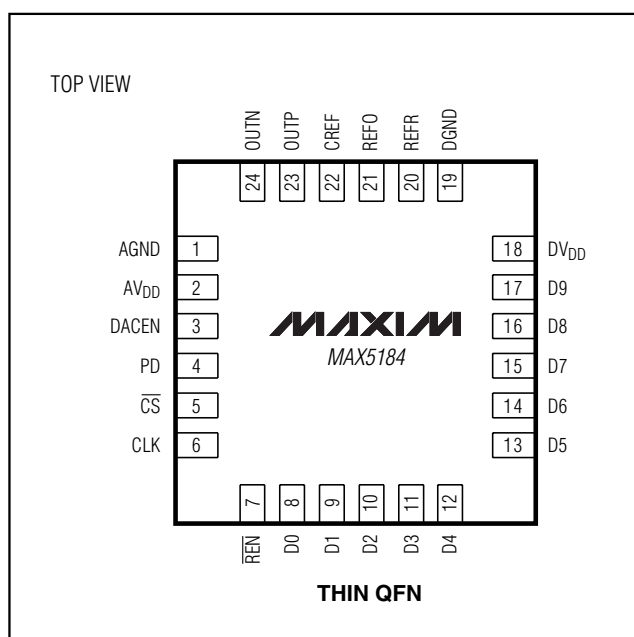 TOP VIEW
OUTN OUTP CREF REFO REFR DGND
24 23 22 21 20 19
AGND 1 18 DVDD
AVDD 2 17 D9
DACEN 3 MAXIM 16 D8
PD 4 MAX5184 15 D7
CS 5 14 D6
CLK 6 13 D5
7 8 9 10 11 12
REN D0 D1 D2 D3 D4
THIN QFN